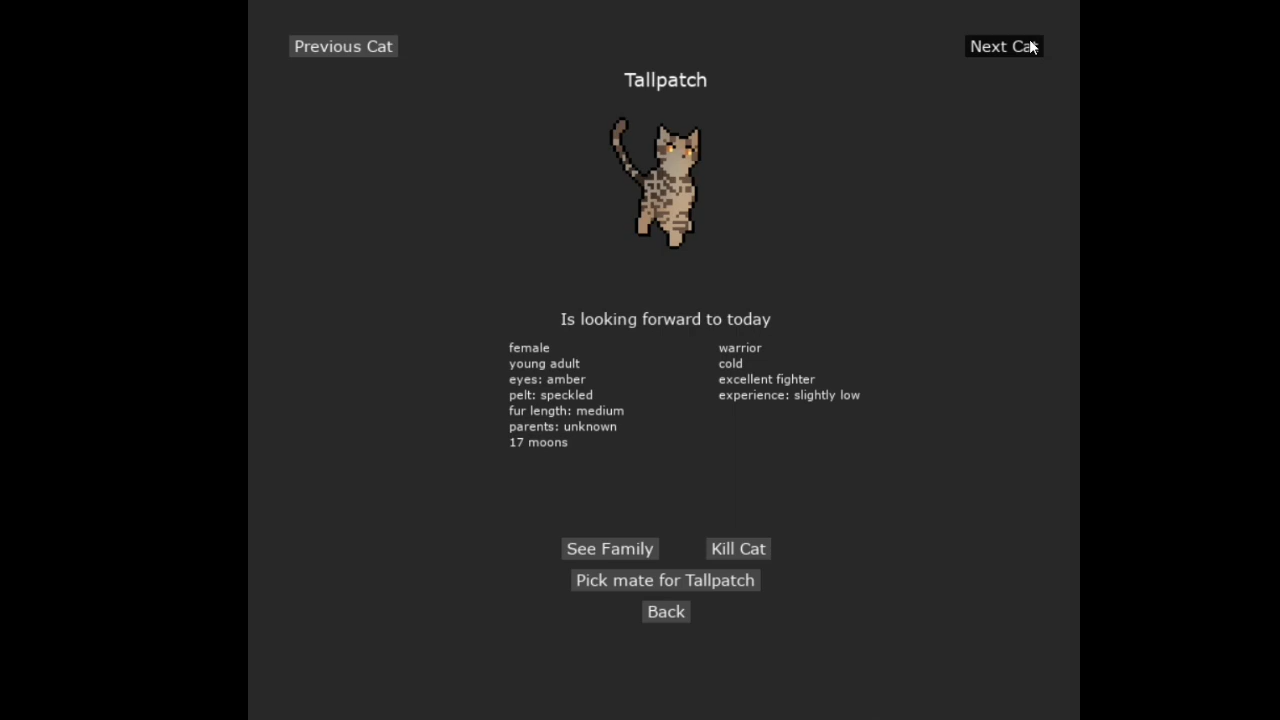 Previous Cat
Next Cat
Tallpatch
Is looking forward to today
female
young adult
eyes: amber
pelt: speckled
fur length: medium
parents: unknown
17 moons
warrior
cold
excellent fighter
experience: slightly low
See Family
Kill Cat
Pick mate for Tallpatch
Back